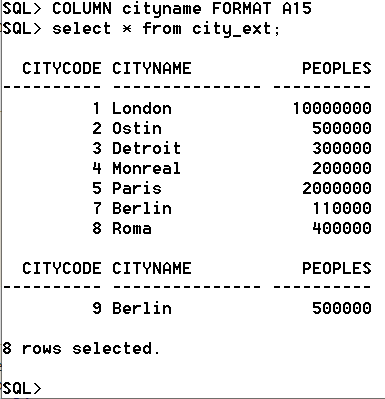 SQL> COLUMN cityname FORMAT A15
SQL> select * from city_ext;
CITYCODE CITYNAME PEOPLES
---------- --------------- ----------
1 London 10000000
2 Ostin 500000
3 Detroit 300000
4 Monreal 200000
5 Paris 2000000
7 Berlin 110000
8 Roma 400000
CITYCODE CITYNAME PEOPLES
---------- --------------- ----------
9 Berlin 500000
8 rows selected.
SQL>